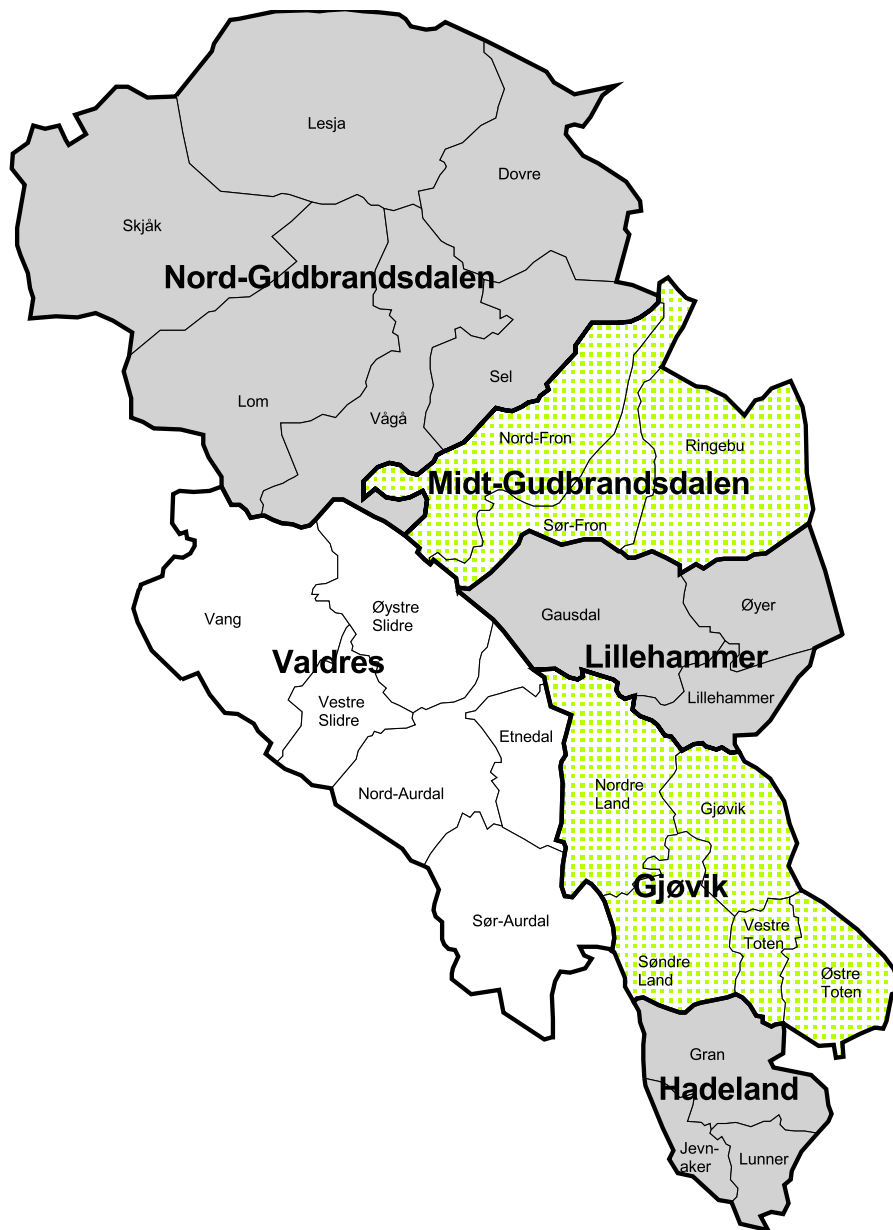 Lesja
Dovre
Skjåk
Nord-Gudbrandsdalen
Sel
Lom
Vågå
Nord-Fron
Ringebu
Midt-Gudbrandsdalen
Sør-Fron
Øystre
Slidre
Gausdal
Øyer
Vang
Valdres
Lillehammer
Vestre
Slidre
Lillehammer
Etnedal
Nord-Aurdal
Nordre
Land
Gjøvik
Gjøvik
Sør-Aurdal
Vestre
Toten
Søndre
Land
Østre
Toten
Gran
Hadeland
Jevn-
aker
Lunner